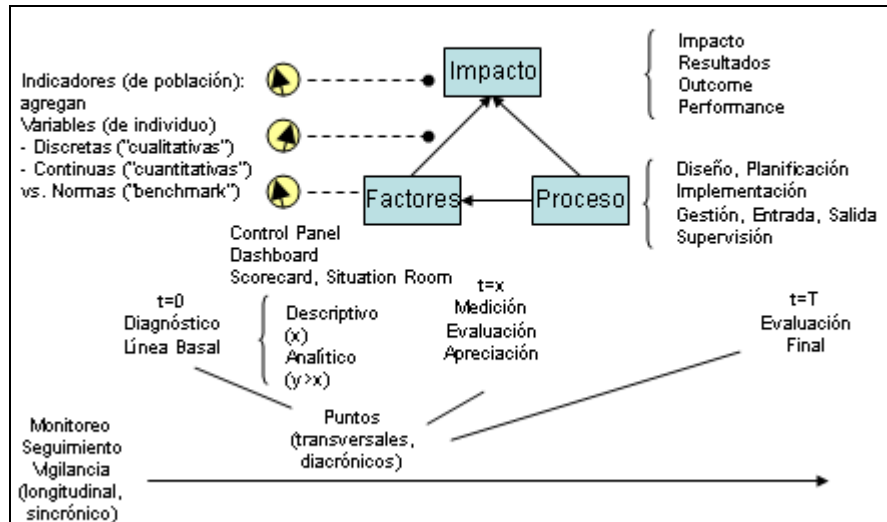 Indicadores (de población):
agregan
Variables (de individuo)
- Discretas ("cualitativas")
- Continuas ("cuantitativas")
vs. Normas ("benchmark")
Impacto
Factores
Proceso
Impacto
Resultados
Outcome
Performance
Diseño, Planificación
Implementación
Gestión, Entrada, Salida
Supervisión
Control Panel
Dashboard
Scorecard, Situation Room
t=0
Diagnóstico
Línea Basal
Descriptivo
(x)
Analítico
(y>x)
t=x
Medición
Evaluación
Apreciación
t=T
Evaluación
Final
Puntos
(transversales,
diacrónicos)
Monitoreo
Seguimiento
Vigilancia
(longitudinal,
sincrónico)